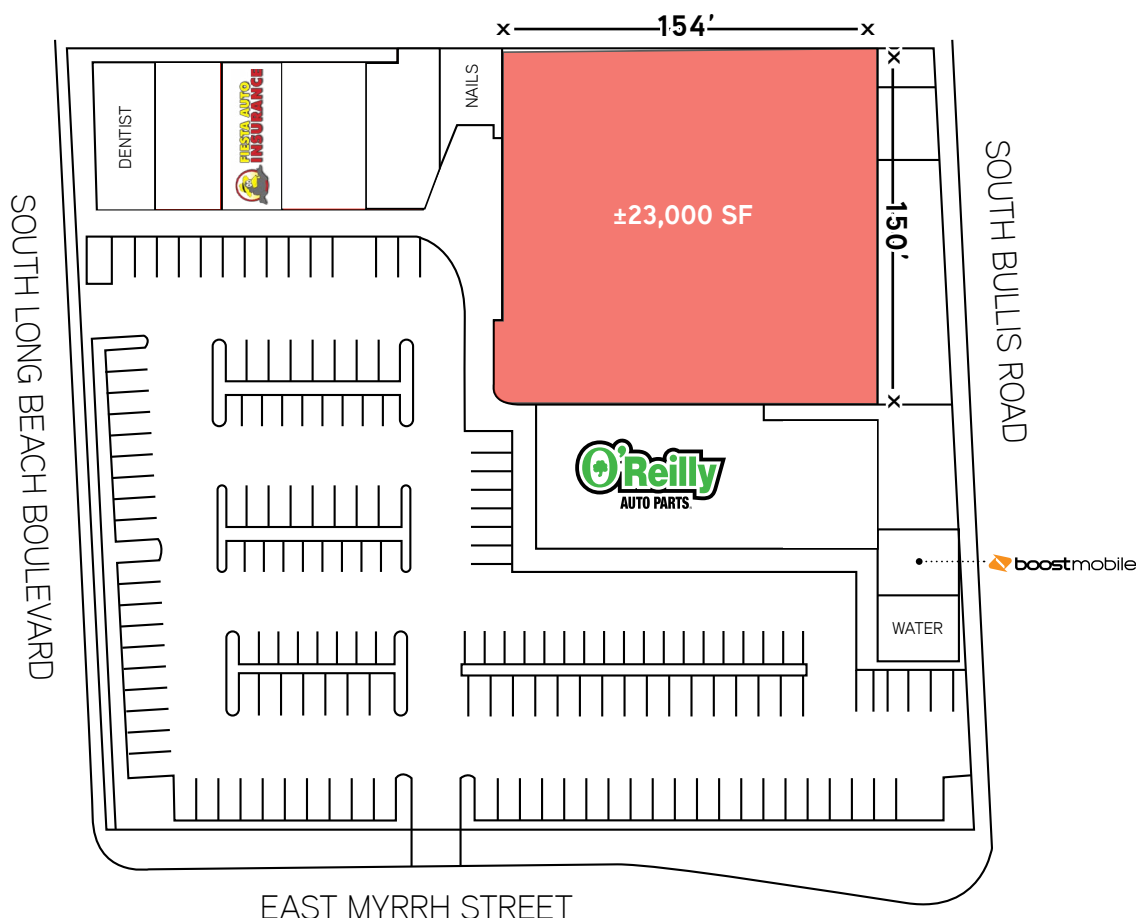 154'
NAILS
DENTIST
FIESTA AUTO
INSURANCE
±23,000 SF
150'
SOUTH LONG BEACH BOULEVARD
SOUTH BULLIS ROAD
O'Reilly
AUTO PARTS
boostmobile
WATER
EAST MYRRH STREET